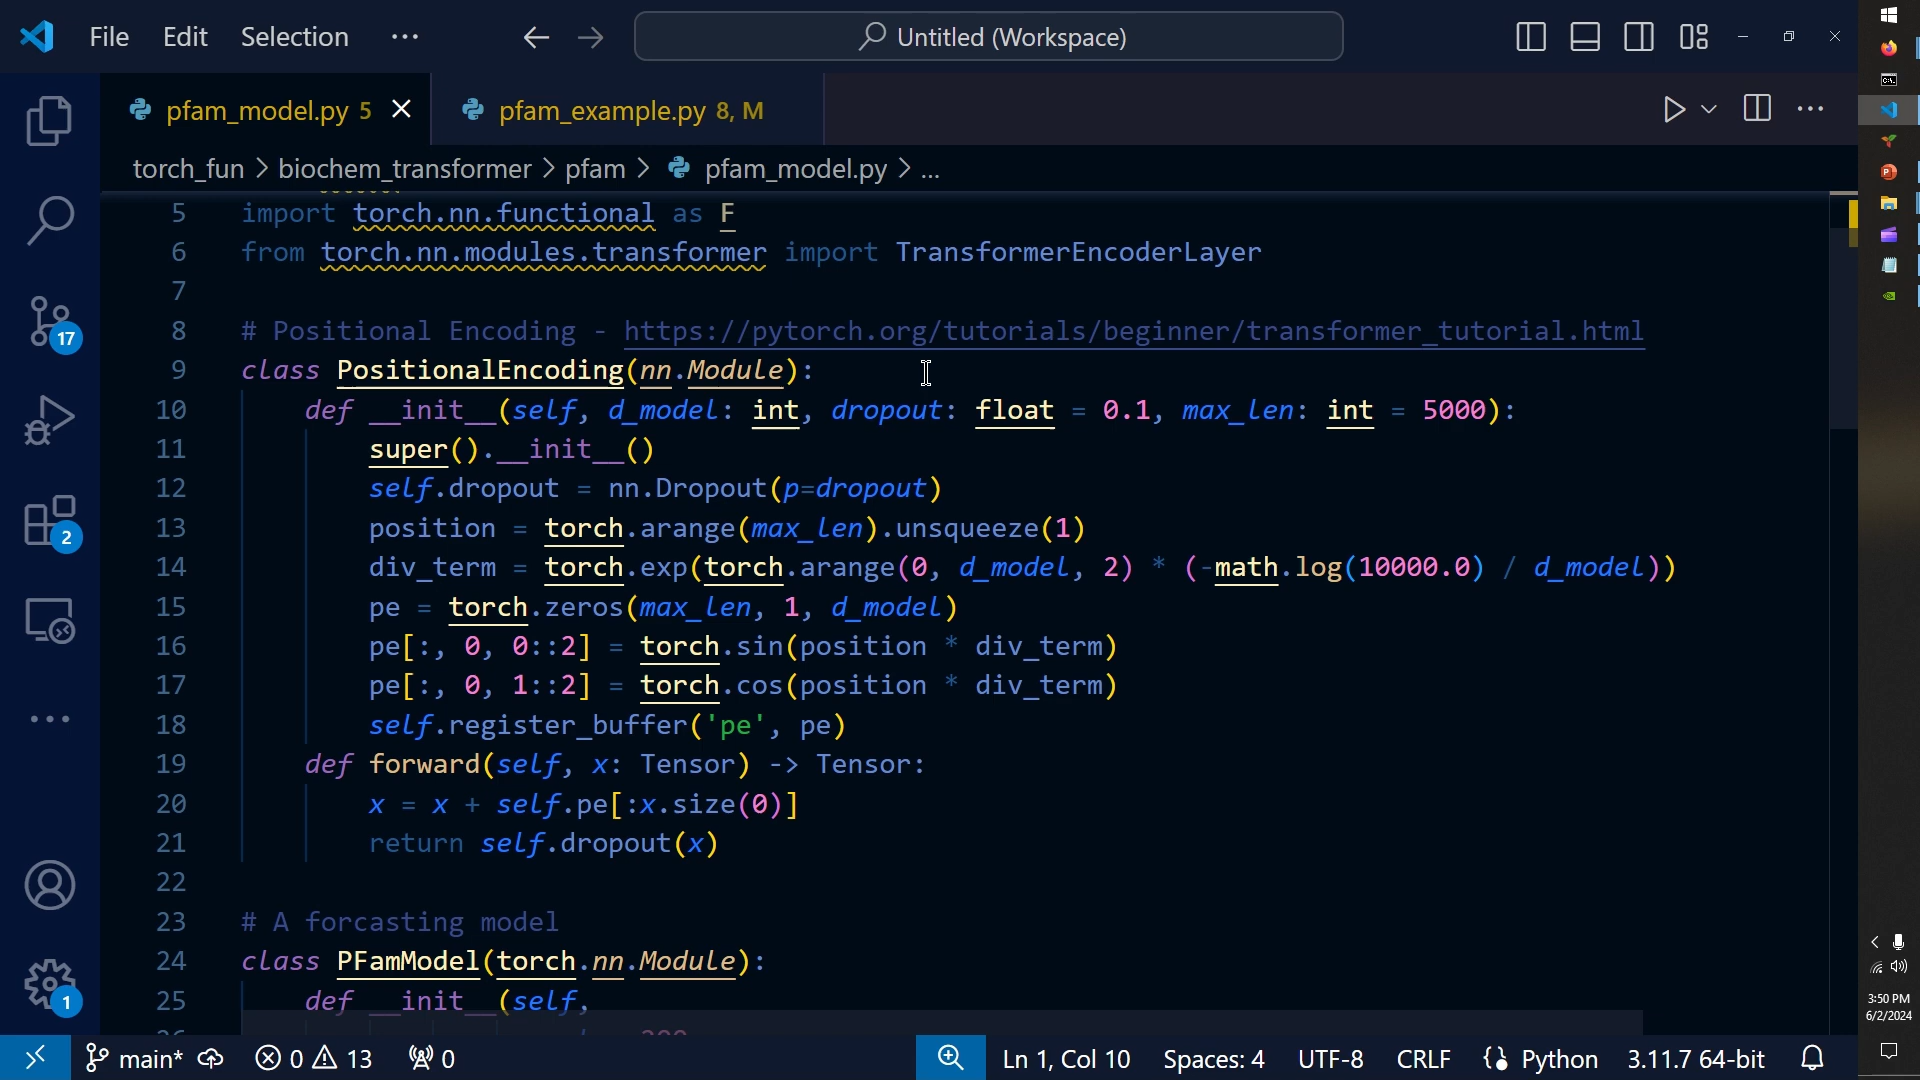 File Edit Selection ··· Untitled (Workspace)
pfam_model.py 5 pfam_example.py 8, M
torch_fun > biochem_transformer > pfam > pfam_model.py > ...
5 import torch.nn.functional as F
6 from torch.nn.modules.transformer import TransformerEncoderLayer
7
8 # Positional Encoding - https://pytorch.org/tutorials/beginner/transformer_tutorial.html
9 class PositionalEncoding(nn.Module):
10 def __init__(self, d_model: int, dropout: float = 0.1, max_len: int = 5000):
11 super().__init__()
12 self.dropout = nn.Dropout(p=dropout)
13 position = torch.arange(max_len).unsqueeze(1)
14 div_term = torch.exp(torch.arange(0, d_model, 2) * (-math.log(10000.0) / d_model))
15 pe = torch.zeros(max_len, 1, d_model)
16 pe[:, 0, 0::2] = torch.sin(position * div_term)
17 pe[:, 0, 1::2] = torch.cos(position * div_term)
18 self.register_buffer('pe', pe)
19 def forward(self, x: Tensor) -> Tensor:
20 x = x + self.pe[:x.size(0)]
21 return self.dropout(x)
22
23 # A forcasting model
24 class PFamModel(torch.nn.Module):
25 def __init__(self,
17
2
1
main* 0 13 0 Ln 1, Col 10 Spaces: 4 UTF-8 CRLF Python 3.11.7 64-bit
3:50 PM
6/2/2024